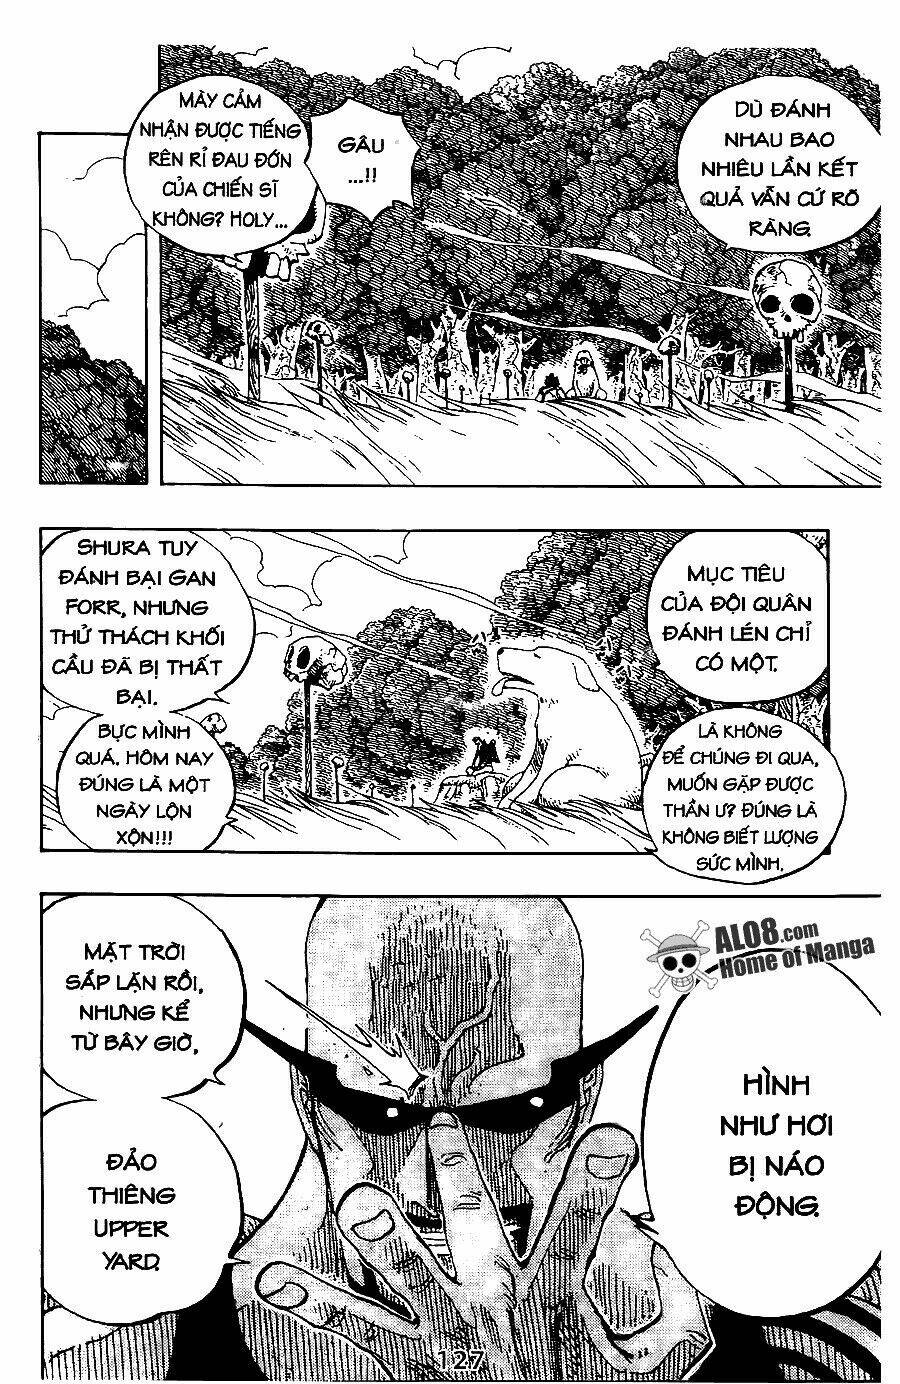 DÙ ĐÁNH
NHAU BAO
NHIÊU LẦN KẾT
QUẢ VẪN CỨ RÕ
RÀNG.
GÂU
...!!
MÀY CẢM
NHẬN ĐƯỢC TIẾNG
RÊN RỈ ĐAU ĐỚN
CỦA CHIẾN SĨ
KHÔNG? HOLY...
MỤC TIÊU
CỦA ĐỘI QUÂN
ĐÁNH LÉN CHỈ
CÓ MỘT.
LÀ KHÔNG
ĐỂ CHÚNG ĐI QUA,
MUỐN GẶP ĐƯỢC
THẦN Ư? ĐÚNG LÀ
KHÔNG BIẾT LƯỢNG
SỨC MÌNH.
SHURA TUY
ĐÁNH BẠI GAN
FORR, NHƯNG
THỬ THÁCH KHỐI
CẦU ĐÃ BỊ THẤT
BẠI.
BỰC MÌNH
QUÁ. HÔM NAY
ĐÚNG LÀ MỘT
NGÀY LỘN
XỘN!!!
AL08.com
Home of Manga
HÌNH
NHƯ HƠI
BỊ NÁO
ĐỘNG.
MẶT TRỜI
SẮP LẶN RỒI,
NHƯNG KỂ
TỪ BÂY GIỜ,
ĐẢO
THIÊNG
UPPER
YARD.
127